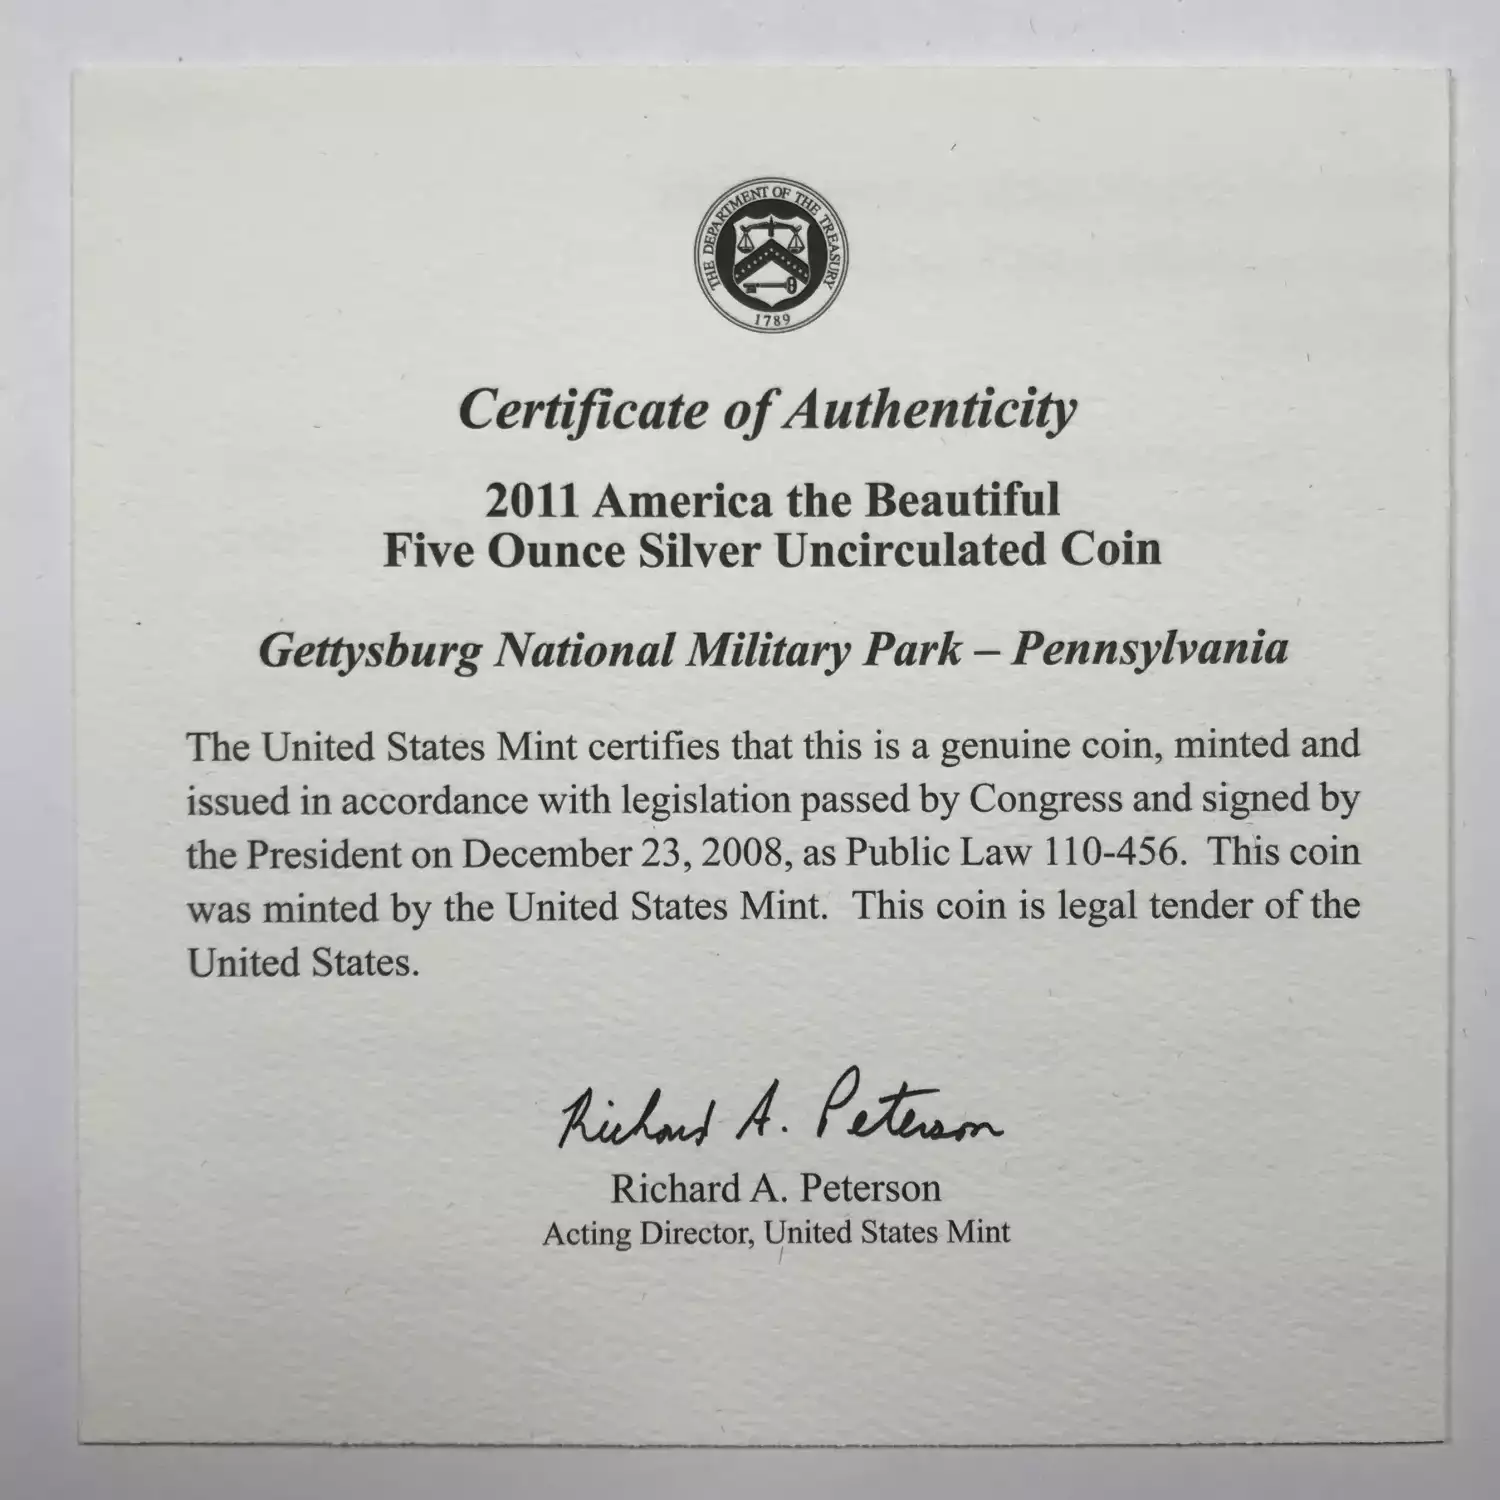 THE DEPARTMENT OF THE TREASURY
1789
Certificate of Authenticity
2011 America the Beautiful
Five Ounce Silver Uncirculated Coin
Gettysburg National Military Park – Pennsylvania
The United States Mint certifies that this is a genuine coin, minted and
issued in accordance with legislation passed by Congress and signed by
the President on December 23, 2008, as Public Law 110-456.  This coin
was minted by the United States Mint.  This coin is legal tender of the
United States.
Richard A. Peterson
Richard A. Peterson
Acting Director, United States Mint